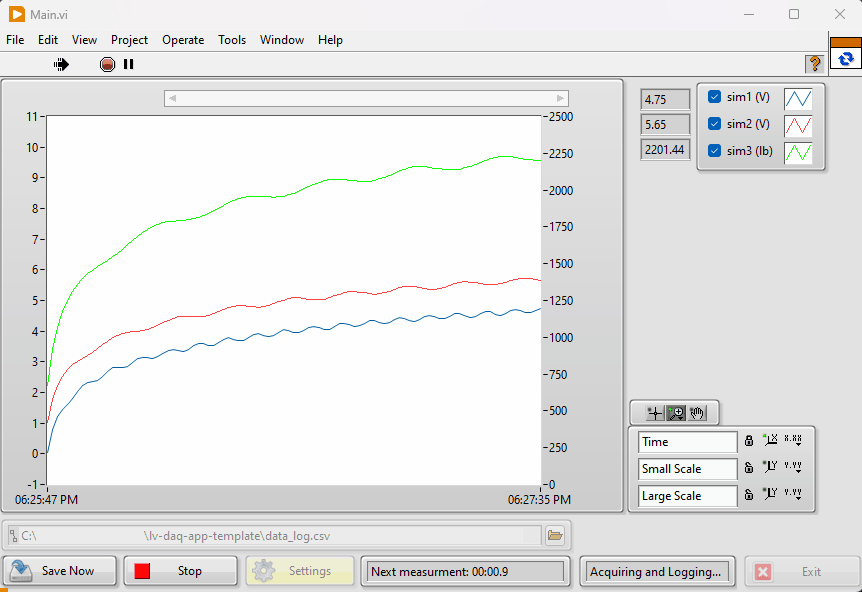 Main.vi
File Edit View Project Operate Tools Window Help
?
11
10
9
8
7
6
5
4
3
2
1
0
-1
2500
2250
2000
1750
1500
1250
1000
750
500
250
0
06:25:47 PM
06:27:35 PM
4.75
5.65
2201.44
sim1 (V)
sim2 (V)
sim3 (lb)
Time
X X.XX
Small Scale
Y Y.YY
Large Scale
Y Y.YY
C:\ \lv-daq-app-template\data_log.csv
Save Now
Stop
Settings
Next measurment: 00:00.9
Acquiring and Logging...
Exit